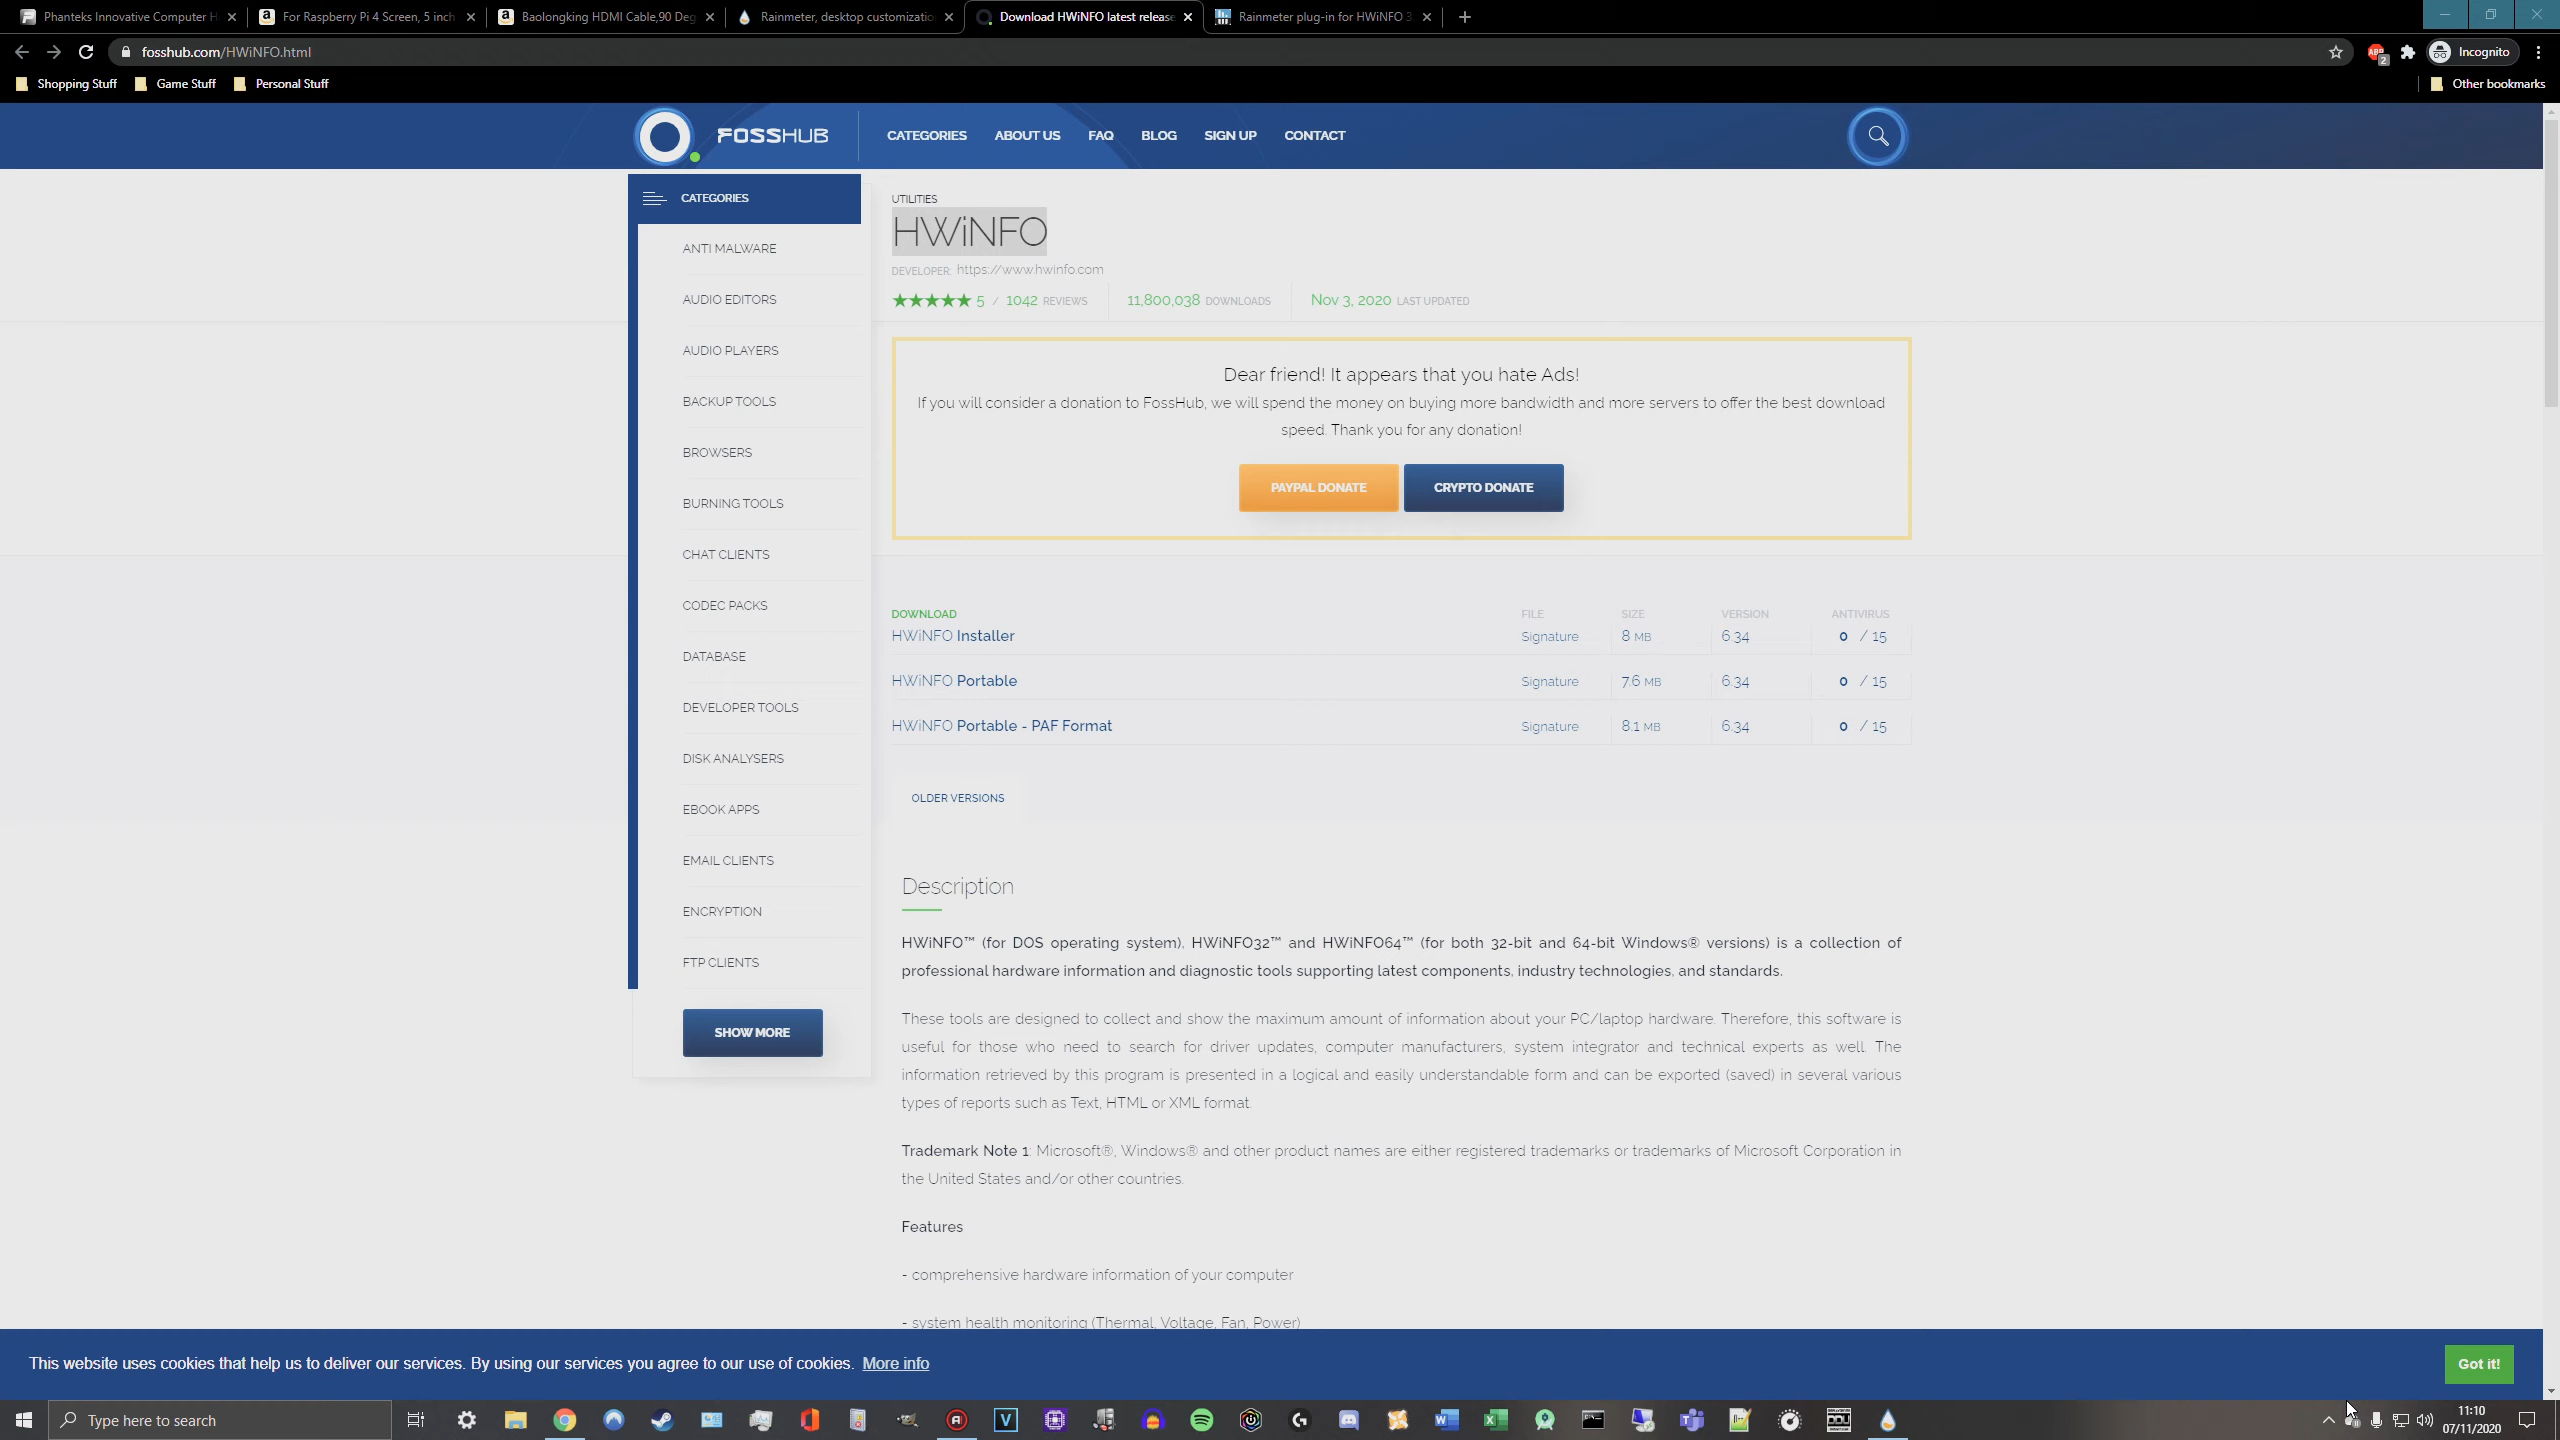 Phanteks Innovative Computer H
For Raspberry Pi 4 Screen, 5 inch
Baolongking HDMI Cable,90 Deg
Rainmeter, desktop customizatio
Download HWiNFO latest release
Rainmeter plug-in for HWiNFO 3
fosshub.com/HWiNFO.html
ABP
2
Incognito
Shopping Stuff
Game Stuff
Personal Stuff
Other bookmarks
FOSSHUB
CATEGORIES
ABOUT US
FAQ
BLOG
SIGN UP
CONTACT
CATEGORIES
ANTI MALWARE
AUDIO EDITORS
AUDIO PLAYERS
BACKUP TOOLS
BROWSERS
BURNING TOOLS
CHAT CLIENTS
CODEC PACKS
DATABASE
DEVELOPER TOOLS
DISK ANALYSERS
EBOOK APPS
EMAIL CLIENTS
ENCRYPTION
FTP CLIENTS
SHOW MORE
UTILITIES
HWiNFO
DEVELOPER: https://www.hwinfo.com
★★★★★ 5 / 1042 REVIEWS 11,800,038 DOWNLOADS Nov 3, 2020 LAST UPDATED
Dear friend! It appears that you hate Ads!
If you will consider a donation to FossHub, we will spend the money on buying more bandwidth and more servers to offer the best download
speed. Thank you for any donation!
PAYPAL DONATE
CRYPTO DONATE
DOWNLOAD FILE SIZE VERSION ANTIVIRUS
HWiNFO Installer Signature 8 MB 6.34 0 / 15
HWiNFO Portable Signature 7.6 MB 6.34 0 / 15
HWiNFO Portable - PAF Format Signature 8.1 MB 6.34 0 / 15
OLDER VERSIONS
Description
HWiNFO™ (for DOS operating system), HWiNFO32™ and HWiNFO64™ (for both 32-bit and 64-bit Windows® versions) is a collection of
professional hardware information and diagnostic tools supporting latest components, industry technologies, and standards.
These tools are designed to collect and show the maximum amount of information about your PC/laptop hardware. Therefore, this software is
useful for those who need to search for driver updates, computer manufacturers, system integrator and technical experts as well. The
information retrieved by this program is presented in a logical and easily understandable form and can be exported (saved) in several various
types of reports such as Text, HTML or XML format.
Trademark Note 1: Microsoft®, Windows® and other product names are either registered trademarks or trademarks of Microsoft Corporation in
the United States and/or other countries.
Features
- comprehensive hardware information of your computer
- system health monitoring (Thermal, Voltage, Fan, Power)
This website uses cookies that help us to deliver our services. By using our services you agree to our use of cookies. More info
Got it!
Type here to search
DDU
11:10
07/11/2020